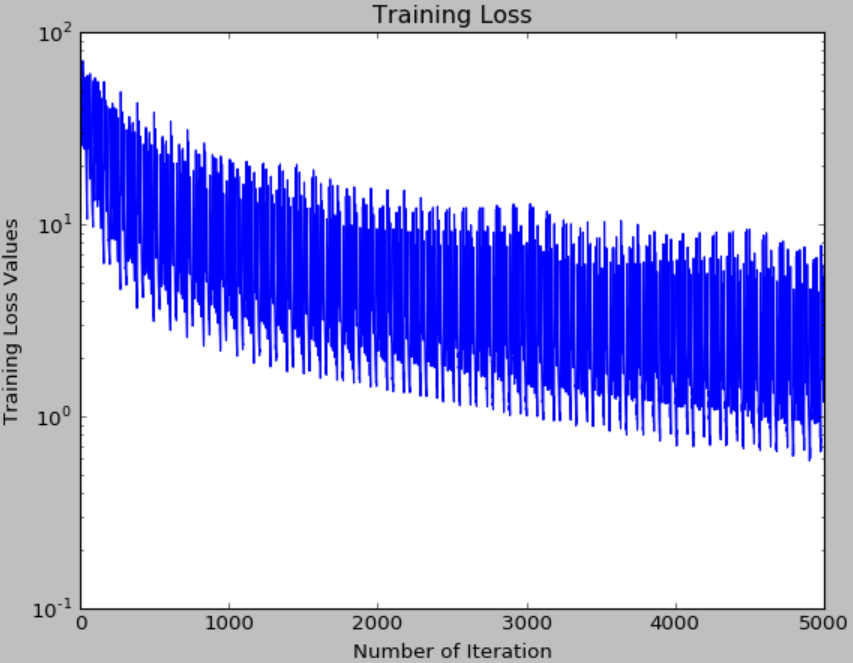 Training Loss
10²
10¹
10⁰
10⁻¹
Training Loss Values
0 1000 2000 3000 4000 5000
Number of Iteration